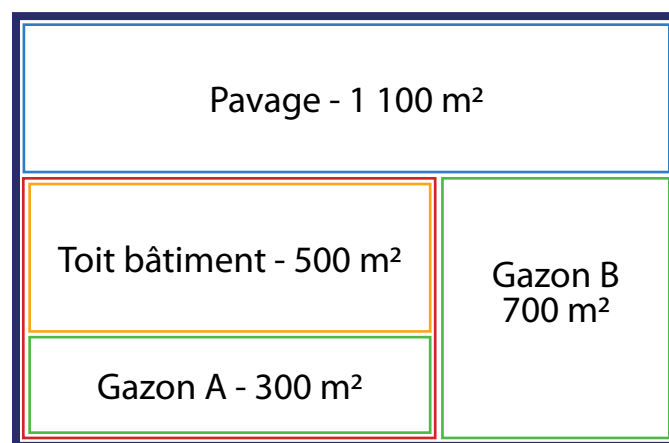 Pavage - 1 100 m²
Toit bâtiment - 500 m²
Gazon B
700 m²
Gazon A - 300 m²